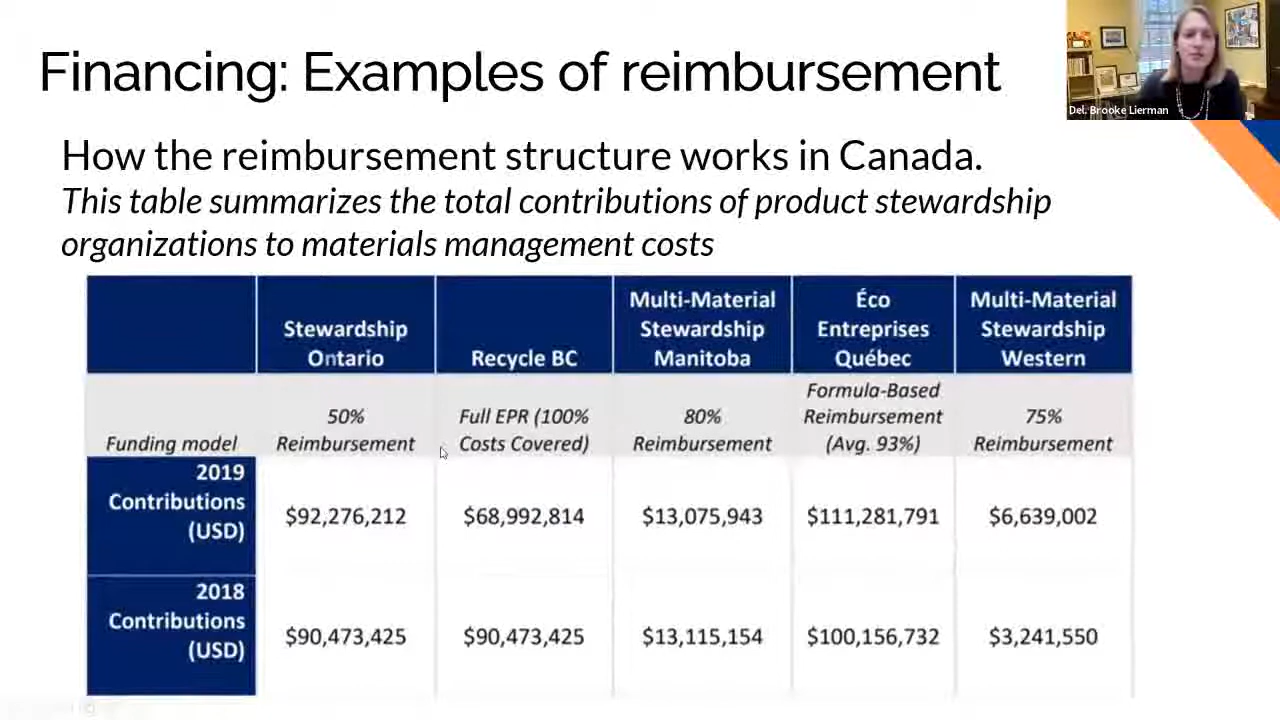 Financing: Examples of reimbursement
Del. Brooke Lierman
How the reimbursement structure works in Canada.
This table summarizes the total contributions of product stewardship
organizations to materials management costs
Stewardship
Ontario
Recycle BC
Multi-Material
Stewardship
Manitoba
Éco
Entreprises
Québec
Multi-Material
Stewardship
Western
Funding model
50%
Reimbursement
Full EPR (100%
Costs Covered)
80%
Reimbursement
Formula-Based
Reimbursement
(Avg. 93%)
75%
Reimbursement
2019
Contributions
(USD)
$92,276,212
$68,992,814
$13,075,943
$111,281,791
$6,639,002
2018
Contributions
(USD)
$90,473,425
$90,473,425
$13,115,154
$100,156,732
$3,241,550